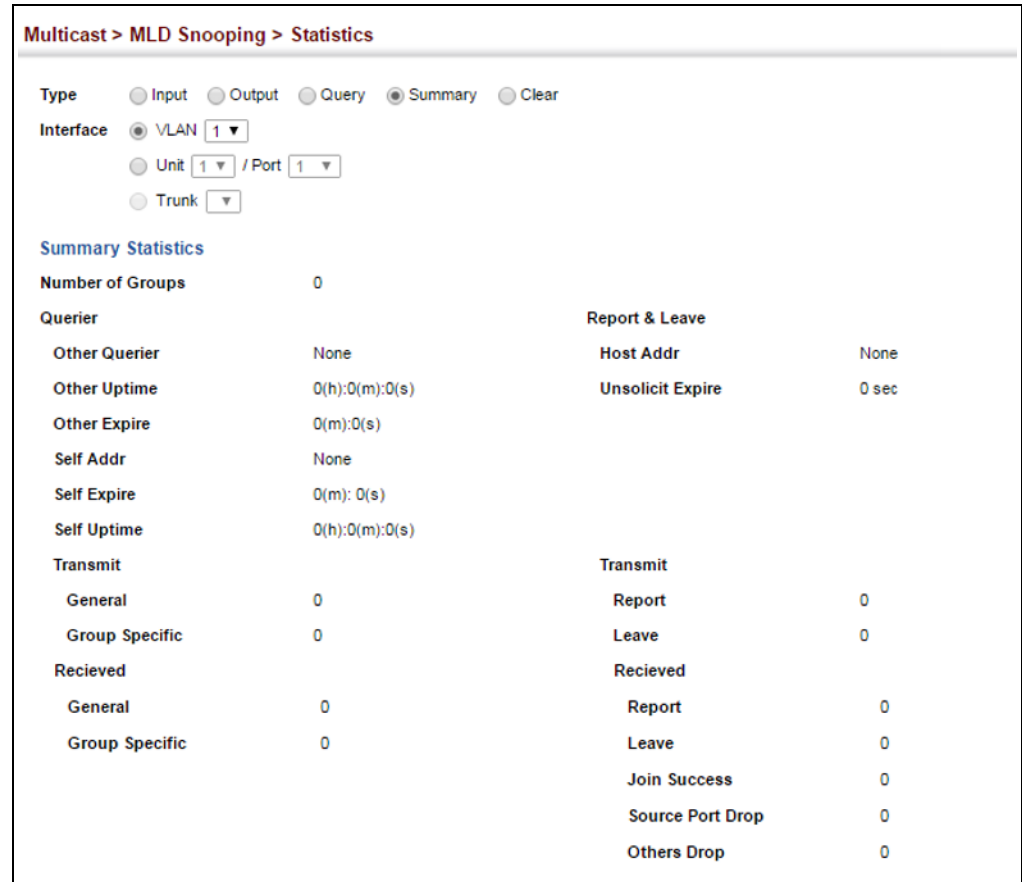 Multicast > MLD Snooping > Statistics
Type Input Output Query Summary Clear
Interface VLAN 1
Unit 1 / Port 1
Trunk
Summary Statistics
Number of Groups 0
Querier Report & Leave
Other Querier None Host Addr None
Other Uptime 0(h):0(m):0(s) Unsolicit Expire 0 sec
Other Expire 0(m):0(s)
Self Addr None
Self Expire 0(m): 0(s)
Self Uptime 0(h):0(m):0(s)
Transmit Transmit
General 0 Report 0
Group Specific 0 Leave 0
Recieved Recieved
General 0 Report 0
Group Specific 0 Leave 0
Join Success 0
Source Port Drop 0
Others Drop 0